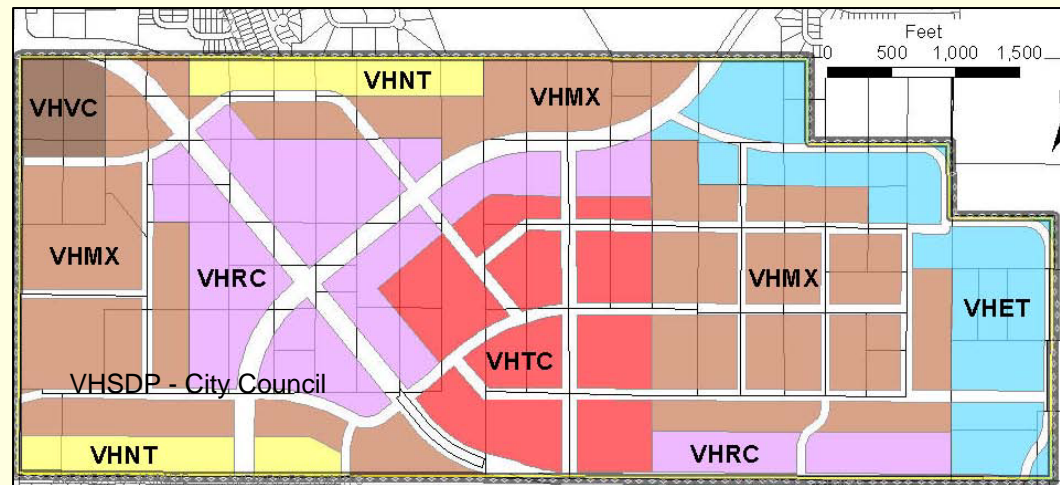 Feet
0 500 1,000 1,500
VHNT
VHMX
VHVC
VHMX
VHRC
VHMX
VHET
VHTC
VHSDP - City Council
VHNT
VHRC